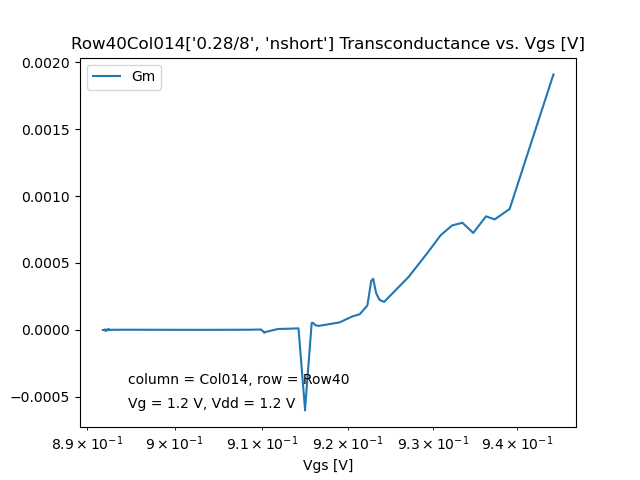 Row40Col014['0.28/8', 'nshort'] Transconductance vs. Vgs [V]
Gm
0.0020
0.0015
0.0010
0.0005
0.0000
−0.0005
column = Col014, row = Row40
Vg = 1.2 V, Vdd = 1.2 V
8.9 × 10⁻¹ 9 × 10⁻¹ 9.1 × 10⁻¹ 9.2 × 10⁻¹ 9.3 × 10⁻¹ 9.4 × 10⁻¹
Vgs [V]